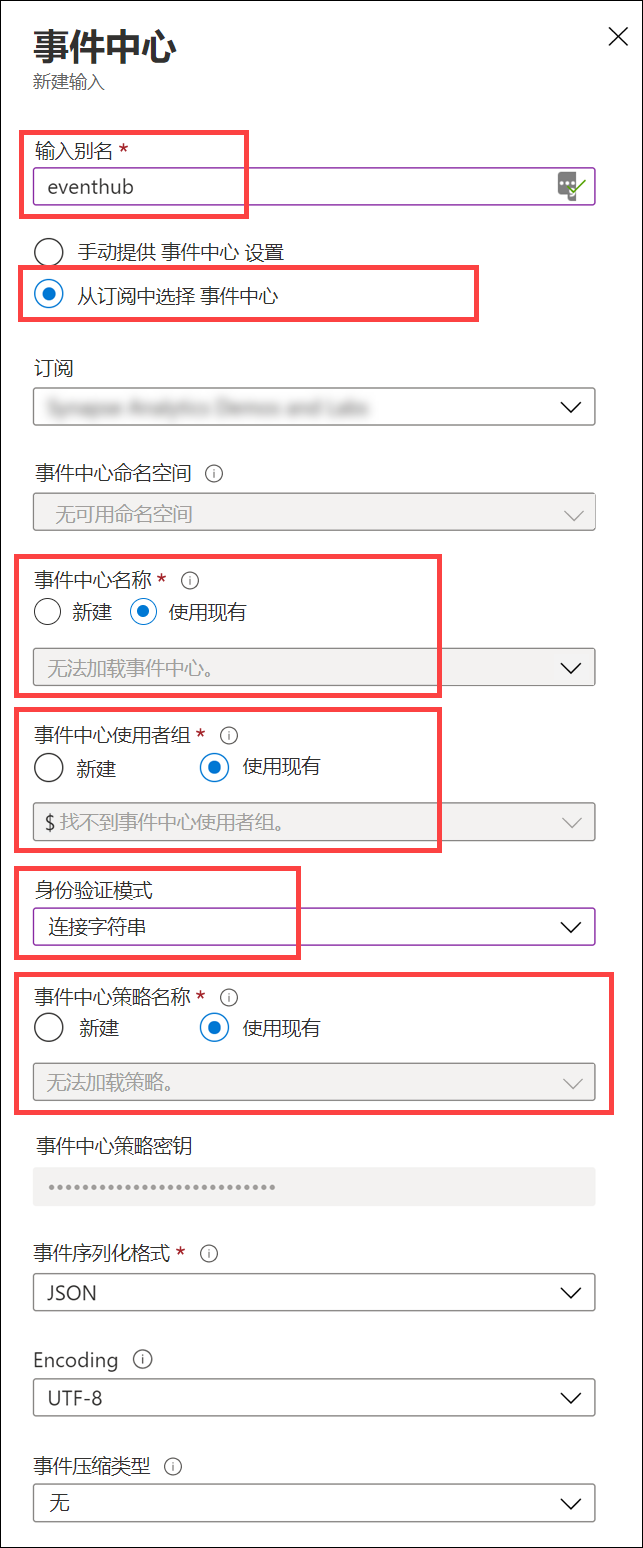 事件中心
新建输入
输入别名 *
eventhub
手动提供 事件中心 设置
从订阅中选择 事件中心
订阅
事件中心命名空间
无可用命名空间
事件中心名称 *
新建 使用现有
无法加载事件中心。
事件中心使用者组 *
新建 使用现有
$ 找不到事件中心使用者组。
身份验证模式
连接字符串
事件中心策略名称 *
新建 使用现有
无法加载策略。
事件中心策略密钥
事件序列化格式 *
JSON
Encoding
UTF-8
事件压缩类型
无